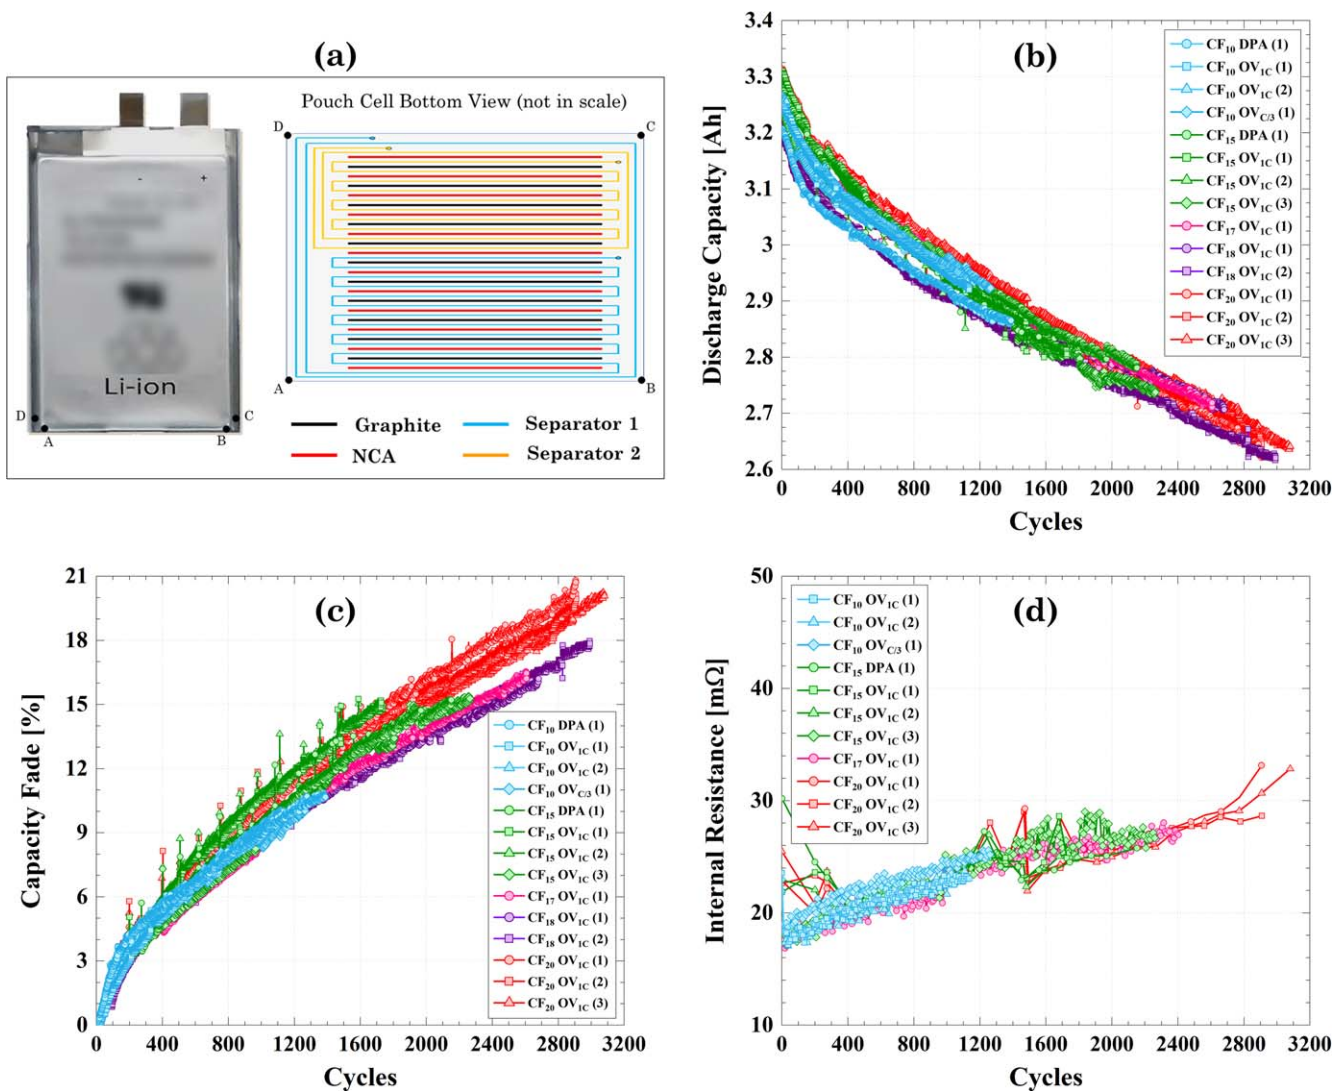 (a)
Pouch Cell Bottom View (not in scale)
D
C
- +
Li-ion
D
C
A
B
A
B
Graphite
Separator 1
NCA
Separator 2
(b)
Discharge Capacity [Ah]
3.4
3.3
3.2
3.1
3
2.9
2.8
2.7
2.6
0 400 800 1200 1600 2000 2400 2800 3200
Cycles
CF10 DPA (1)
CF10 OV1C (1)
CF10 OV1C (2)
CF10 OVC/3 (1)
CF15 DPA (1)
CF15 OV1C (1)
CF15 OV1C (2)
CF15 OV1C (3)
CF17 OV1C (1)
CF18 OV1C (1)
CF18 OV1C (2)
CF20 OV1C (1)
CF20 OV1C (2)
CF20 OV1C (3)
(c)
Capacity Fade [%]
21
18
15
12
9
6
3
0
0 400 800 1200 1600 2000 2400 2800 3200
Cycles
CF10 DPA (1)
CF10 OV1C (1)
CF10 OV1C (2)
CF10 OVC/3 (1)
CF15 DPA (1)
CF15 OV1C (1)
CF15 OV1C (2)
CF15 OV1C (3)
CF17 OV1C (1)
CF18 OV1C (1)
CF18 OV1C (2)
CF20 OV1C (1)
CF20 OV1C (2)
CF20 OV1C (3)
(d)
Internal Resistance [mΩ]
50
40
30
20
10
0 400 800 1200 1600 2000 2400 2800 3200
Cycles
CF10 OV1C (1)
CF10 OV1C (2)
CF10 OVC/3 (1)
CF15 DPA (1)
CF15 OV1C (1)
CF15 OV1C (2)
CF15 OV1C (3)
CF17 OV1C (1)
CF20 OV1C (1)
CF20 OV1C (2)
CF20 OV1C (3)